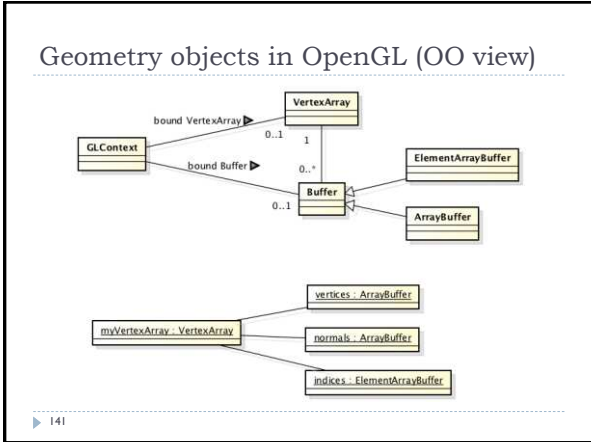 Geometry objects in OpenGL (OO view)
VertexArray
bound VertexArray
0..1
1
GLContext
bound Buffer
0..*
ElementArrayBuffer
Buffer
0..1
ArrayBuffer
vertices : ArrayBuffer
myVertexArray : VertexArray
normals : ArrayBuffer
indices : ElementArrayBuffer
141